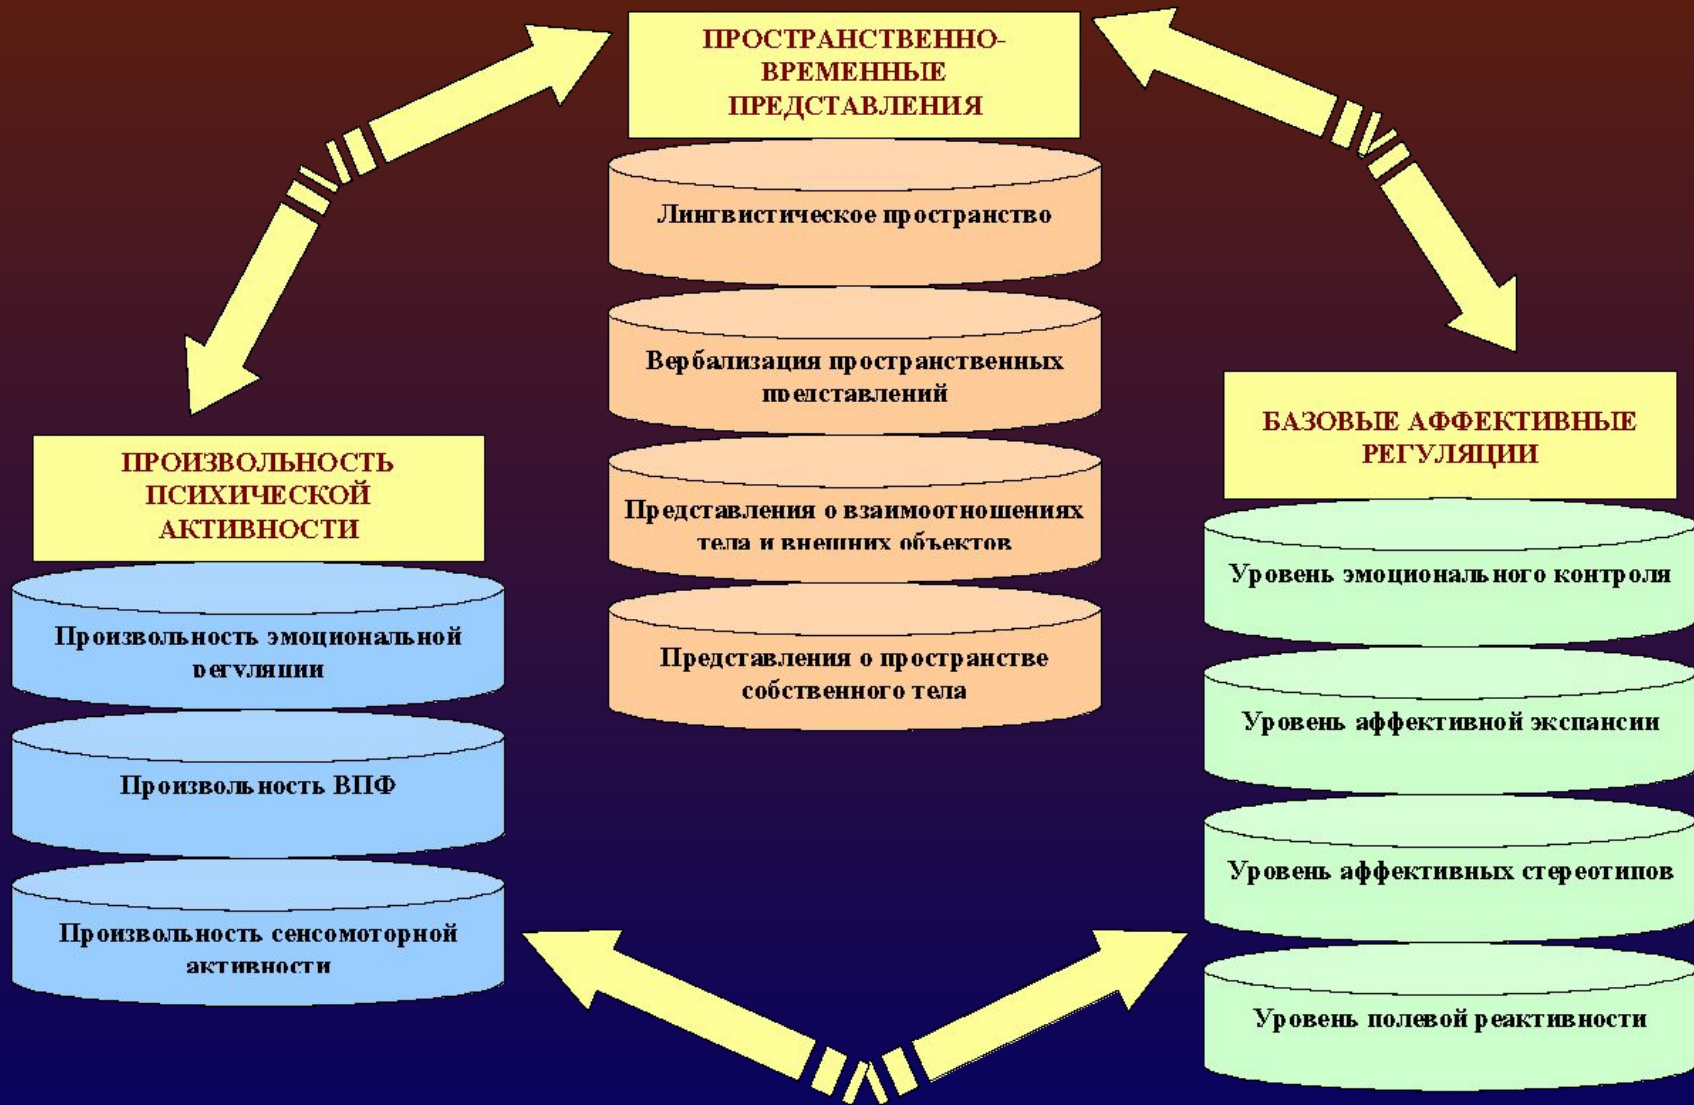 ПРОСТРАНСТВЕННО-
ВРЕМЕННЫЕ
ПРЕДСТАВЛЕНИЯ
Лингвистическое пространство
Вербализация пространственных
представлений
Представления о взаимоотношениях
тела и внешних объектов
Представления о пространстве
собственного тела
ПРОИЗВОЛЬНОСТЬ
ПСИХИЧЕСКОЙ
АКТИВНОСТИ
Произвольность эмоциональной
регуляции
Произвольность ВПФ
Произвольность сенсомоторной
активности
БАЗОВЫЕ АФФЕКТИВНЫЕ
РЕГУЛЯЦИИ
Уровень эмоционального контроля
Уровень аффективной экспансии
Уровень аффективных стереотипов
Уровень полевой реактивности